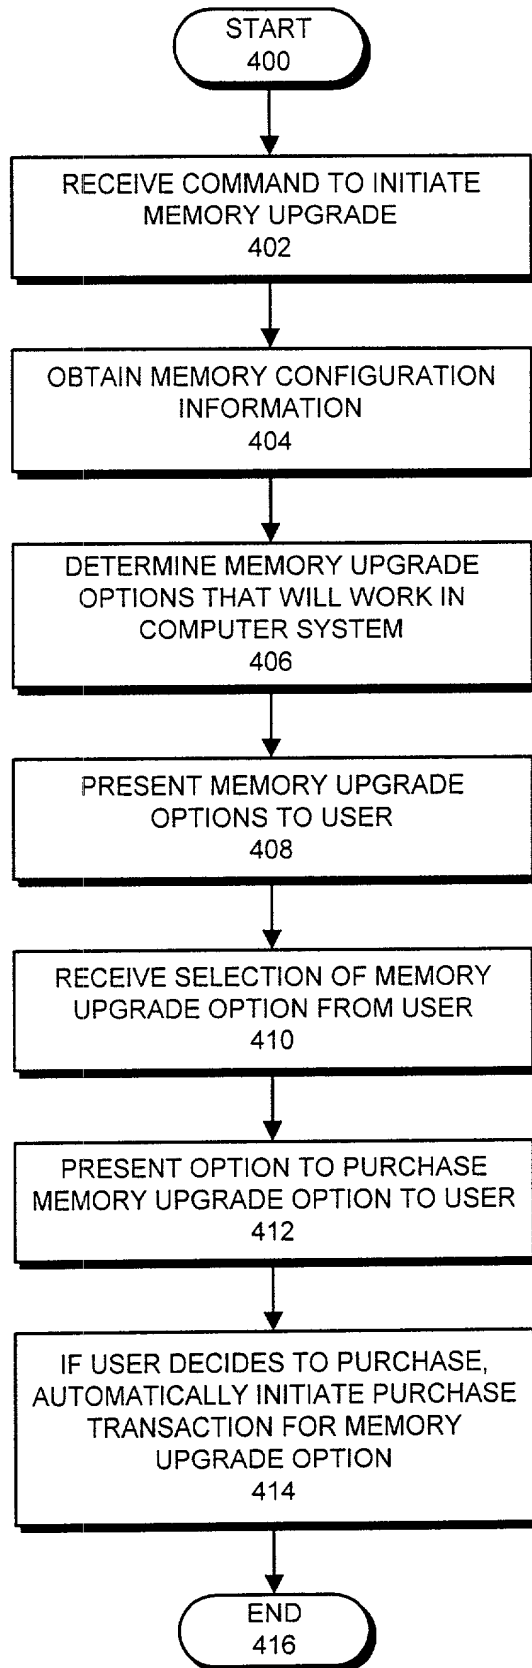 START
400
RECEIVE COMMAND TO INITIATE
MEMORY UPGRADE
402
OBTAIN MEMORY CONFIGURATION
INFORMATION
404
DETERMINE MEMORY UPGRADE
OPTIONS THAT WILL WORK IN
COMPUTER SYSTEM
406
PRESENT MEMORY UPGRADE
OPTIONS TO USER
408
RECEIVE SELECTION OF MEMORY
UPGRADE OPTION FROM USER
410
PRESENT OPTION TO PURCHASE
MEMORY UPGRADE OPTION TO USER
412
IF USER DECIDES TO PURCHASE,
AUTOMATICALLY INITIATE PURCHASE
TRANSACTION FOR MEMORY
UPGRADE OPTION
414
END
416